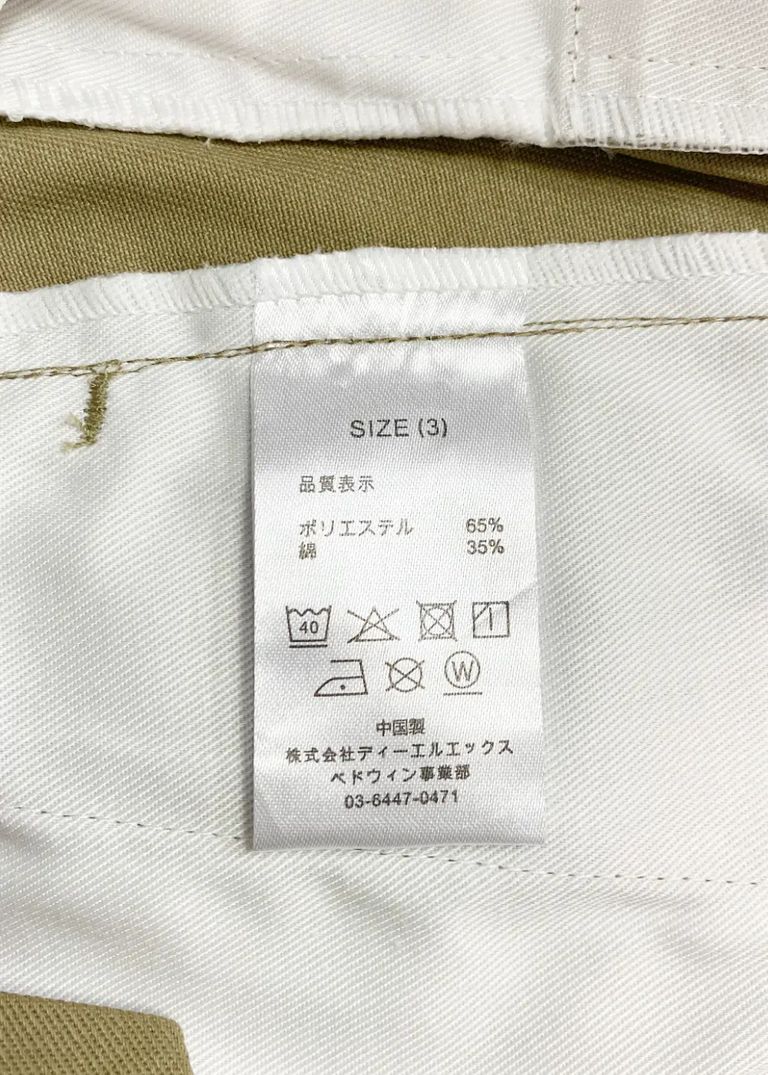 SIZE (3)
品質表示
ポリエステル 65%
綿 35%
40
W
中国製
株式会社ディーエルエックス
ベドウィン事業部
03-6447-0471